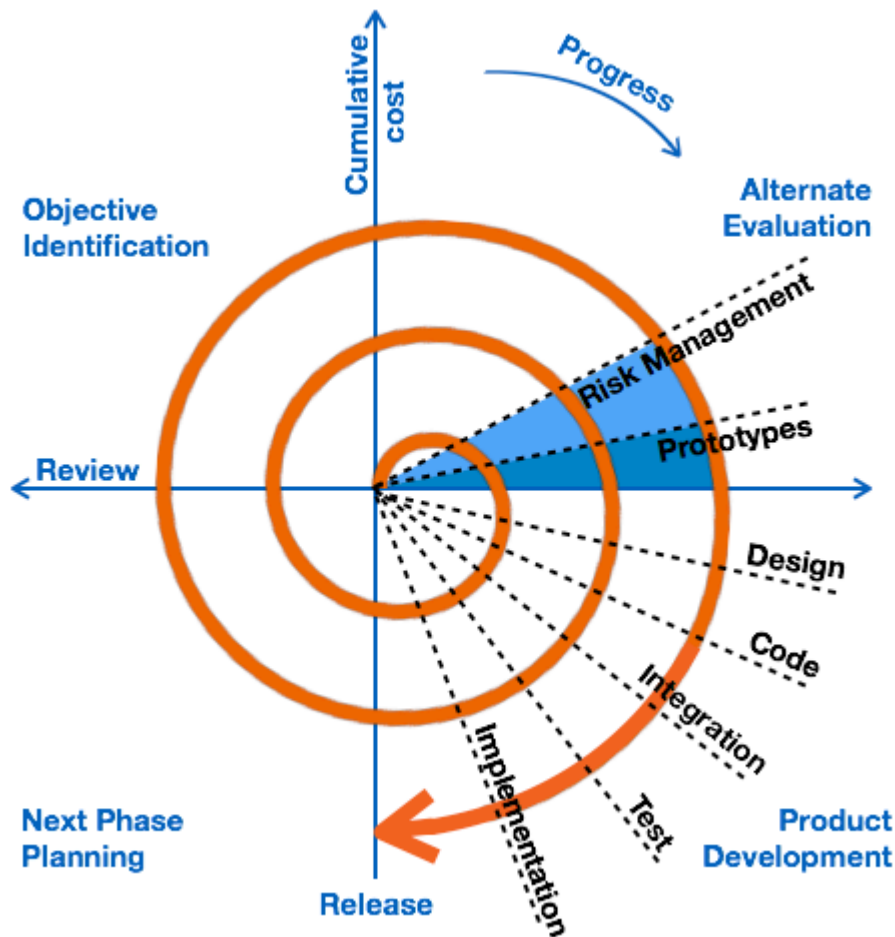 Cumulative
cost
Progress
Objective
Identification
Alternate
Evaluation
Risk Management
Prototypes
Review
Design
Code
Integration
Test
Implementation
Next Phase
Planning
Product
Development
Release